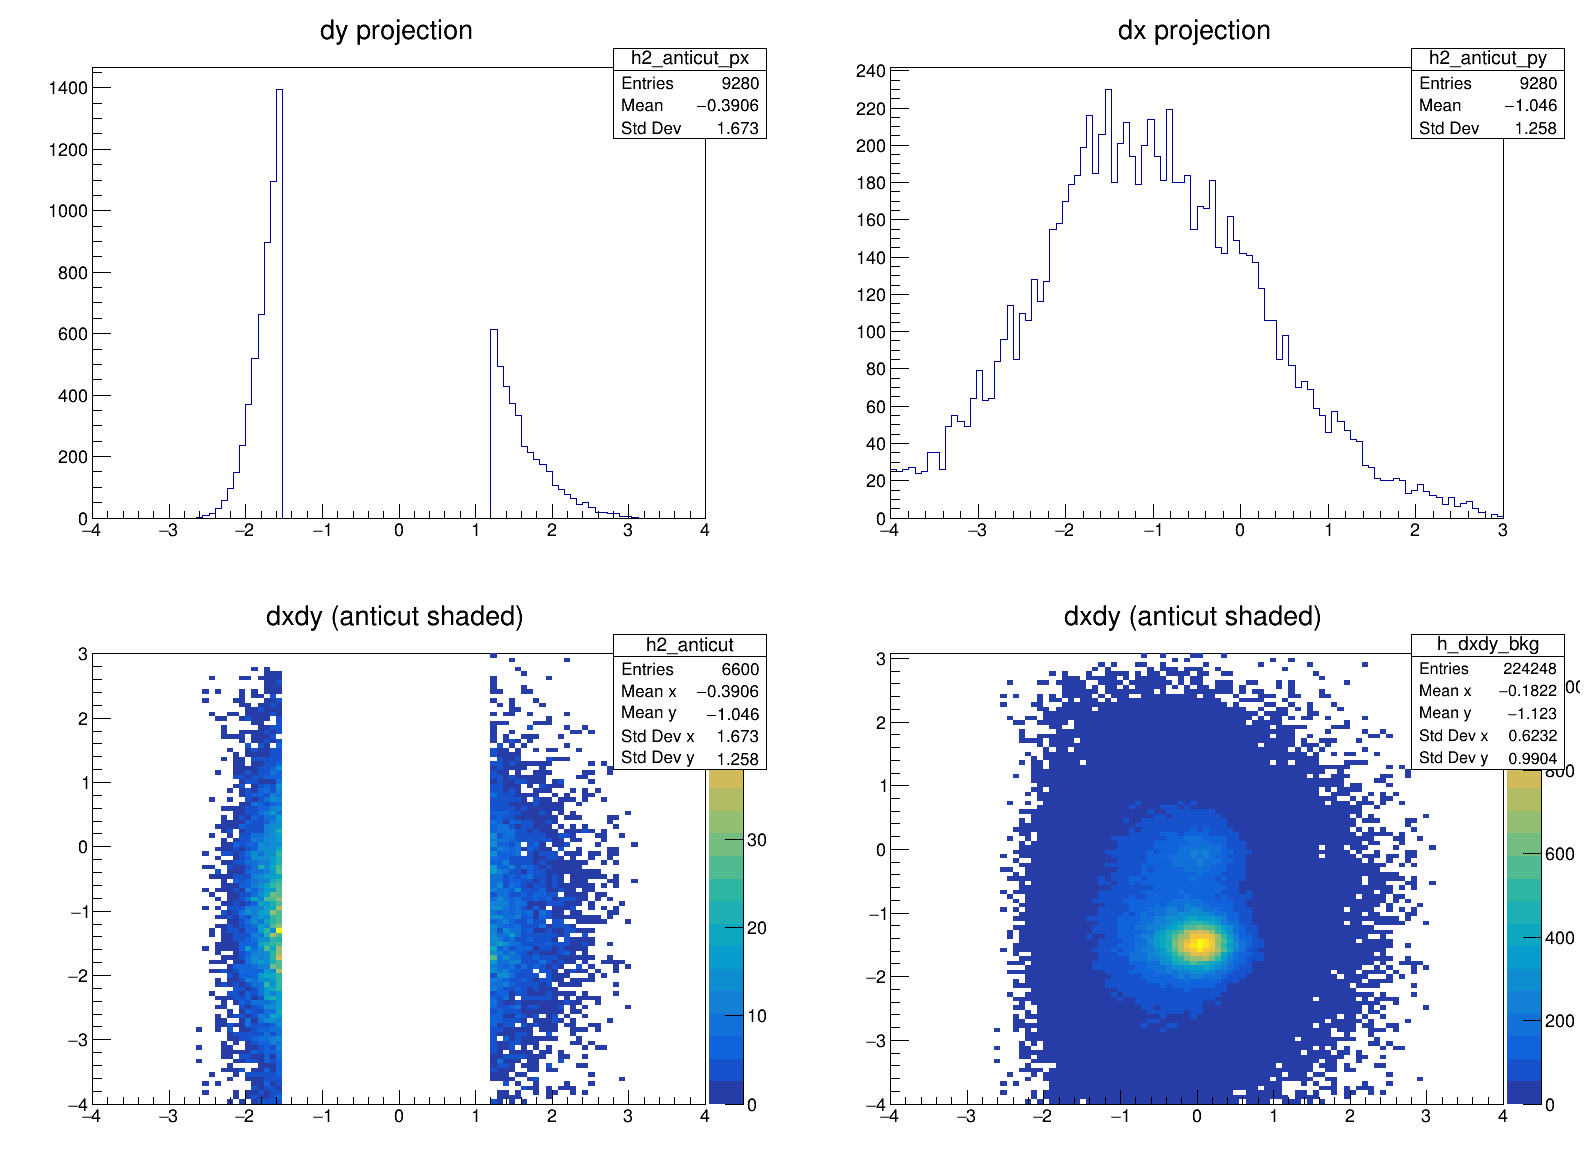 dy projection
h2_anticut_px
Entries 9280
Mean −0.3906
Std Dev 1.673
1400
1200
1000
800
600
400
200
0
−4 −3 −2 −1 0 1 2 3 4
dx projection
h2_anticut_py
Entries 9280
Mean −1.046
Std Dev 1.258
240
220
200
180
160
140
120
100
80
60
40
20
0
−4 −3 −2 −1 0 1 2 3
dxdy (anticut shaded)
h2_anticut
Entries 6600
Mean x −0.3906
Mean y −1.046
Std Dev x 1.673
Std Dev y 1.258
3
2
1
0
−1
−2
−3
−4
−4 −3 −2 −1 0 1 2 3 4
30
20
10
0
dxdy (anticut shaded)
h_dxdy_bkg
Entries 224248
Mean x −0.1822
Mean y −1.123
Std Dev x 0.6232
Std Dev y 0.9904
3
2
1
0
−1
−2
−3
−4
−4 −3 −2 −1 0 1 2 3 4
800
600
400
200
0